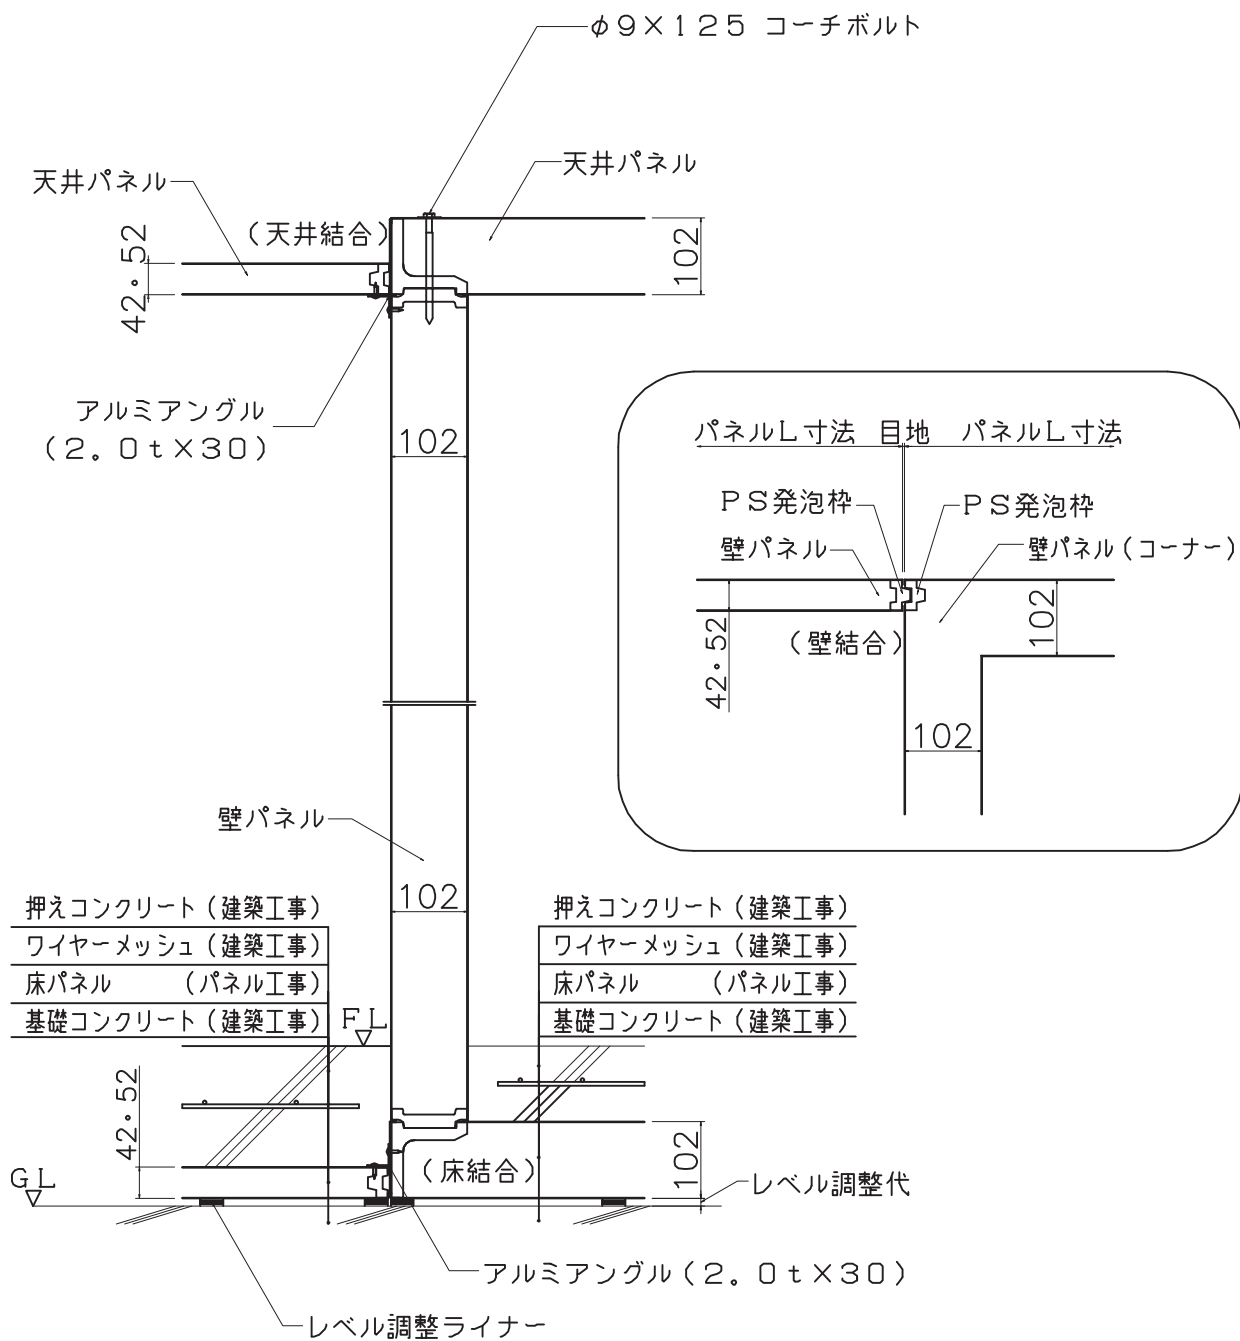 φ9×125 コーチボルト
天井パネル
天井パネル
(天井結合)
42.52
102
アルミアングル
(2.0t×30)
102
パネルL寸法 目地 パネルL寸法
PS発泡枠
PS発泡枠
壁パネル
壁パネル(コーナー)
(壁結合)
42.52
102
102
壁パネル
102
押えコンクリート(建築工事)
ワイヤーメッシュ(建築工事)
床パネル (パネル工事)
基礎コンクリート(建築工事)
押えコンクリート(建築工事)
ワイヤーメッシュ(建築工事)
床パネル (パネル工事)
基礎コンクリート(建築工事)
FL
42.52
102
(床結合)
GL
レベル調整代
アルミアングル(2.0t×30)
レベル調整ライナー